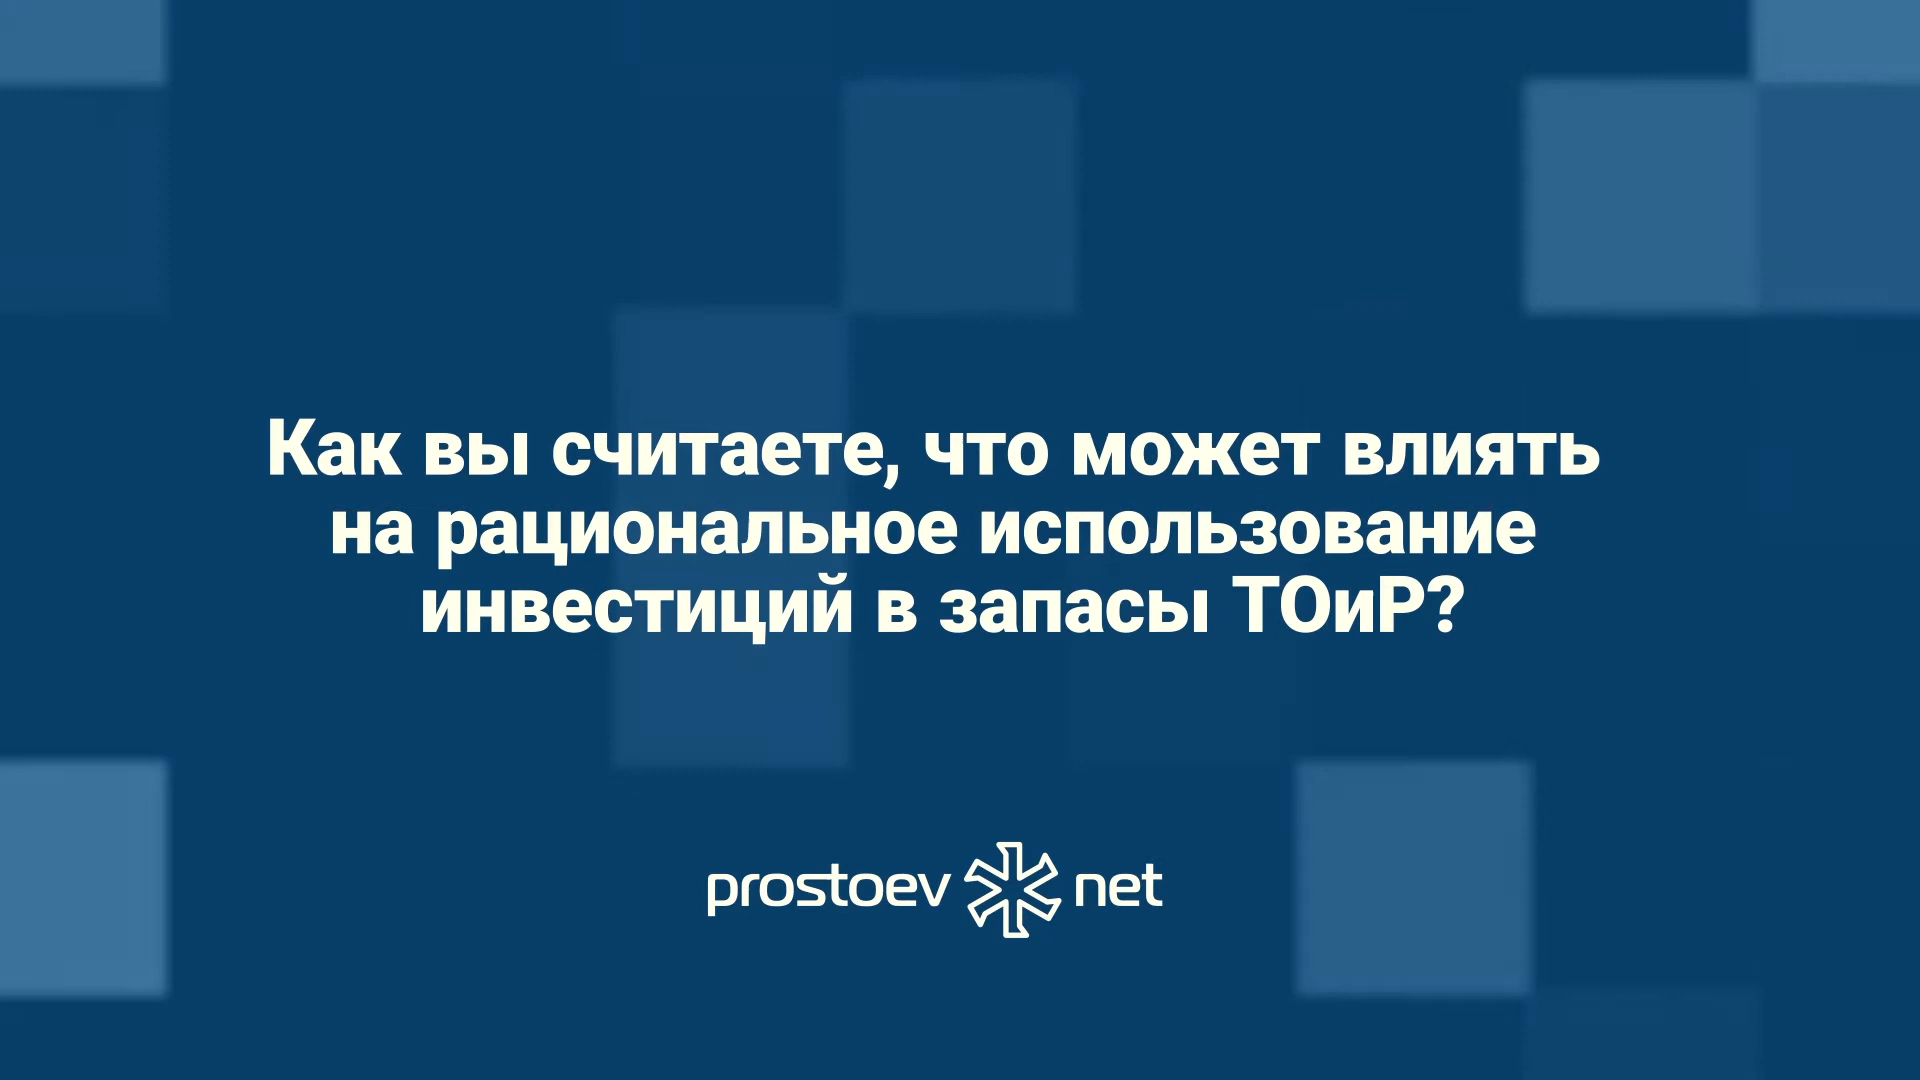 Как вы считаете, что может влиять
на рациональное использование
инвестиций в запасы ТОиР?
prostoev net